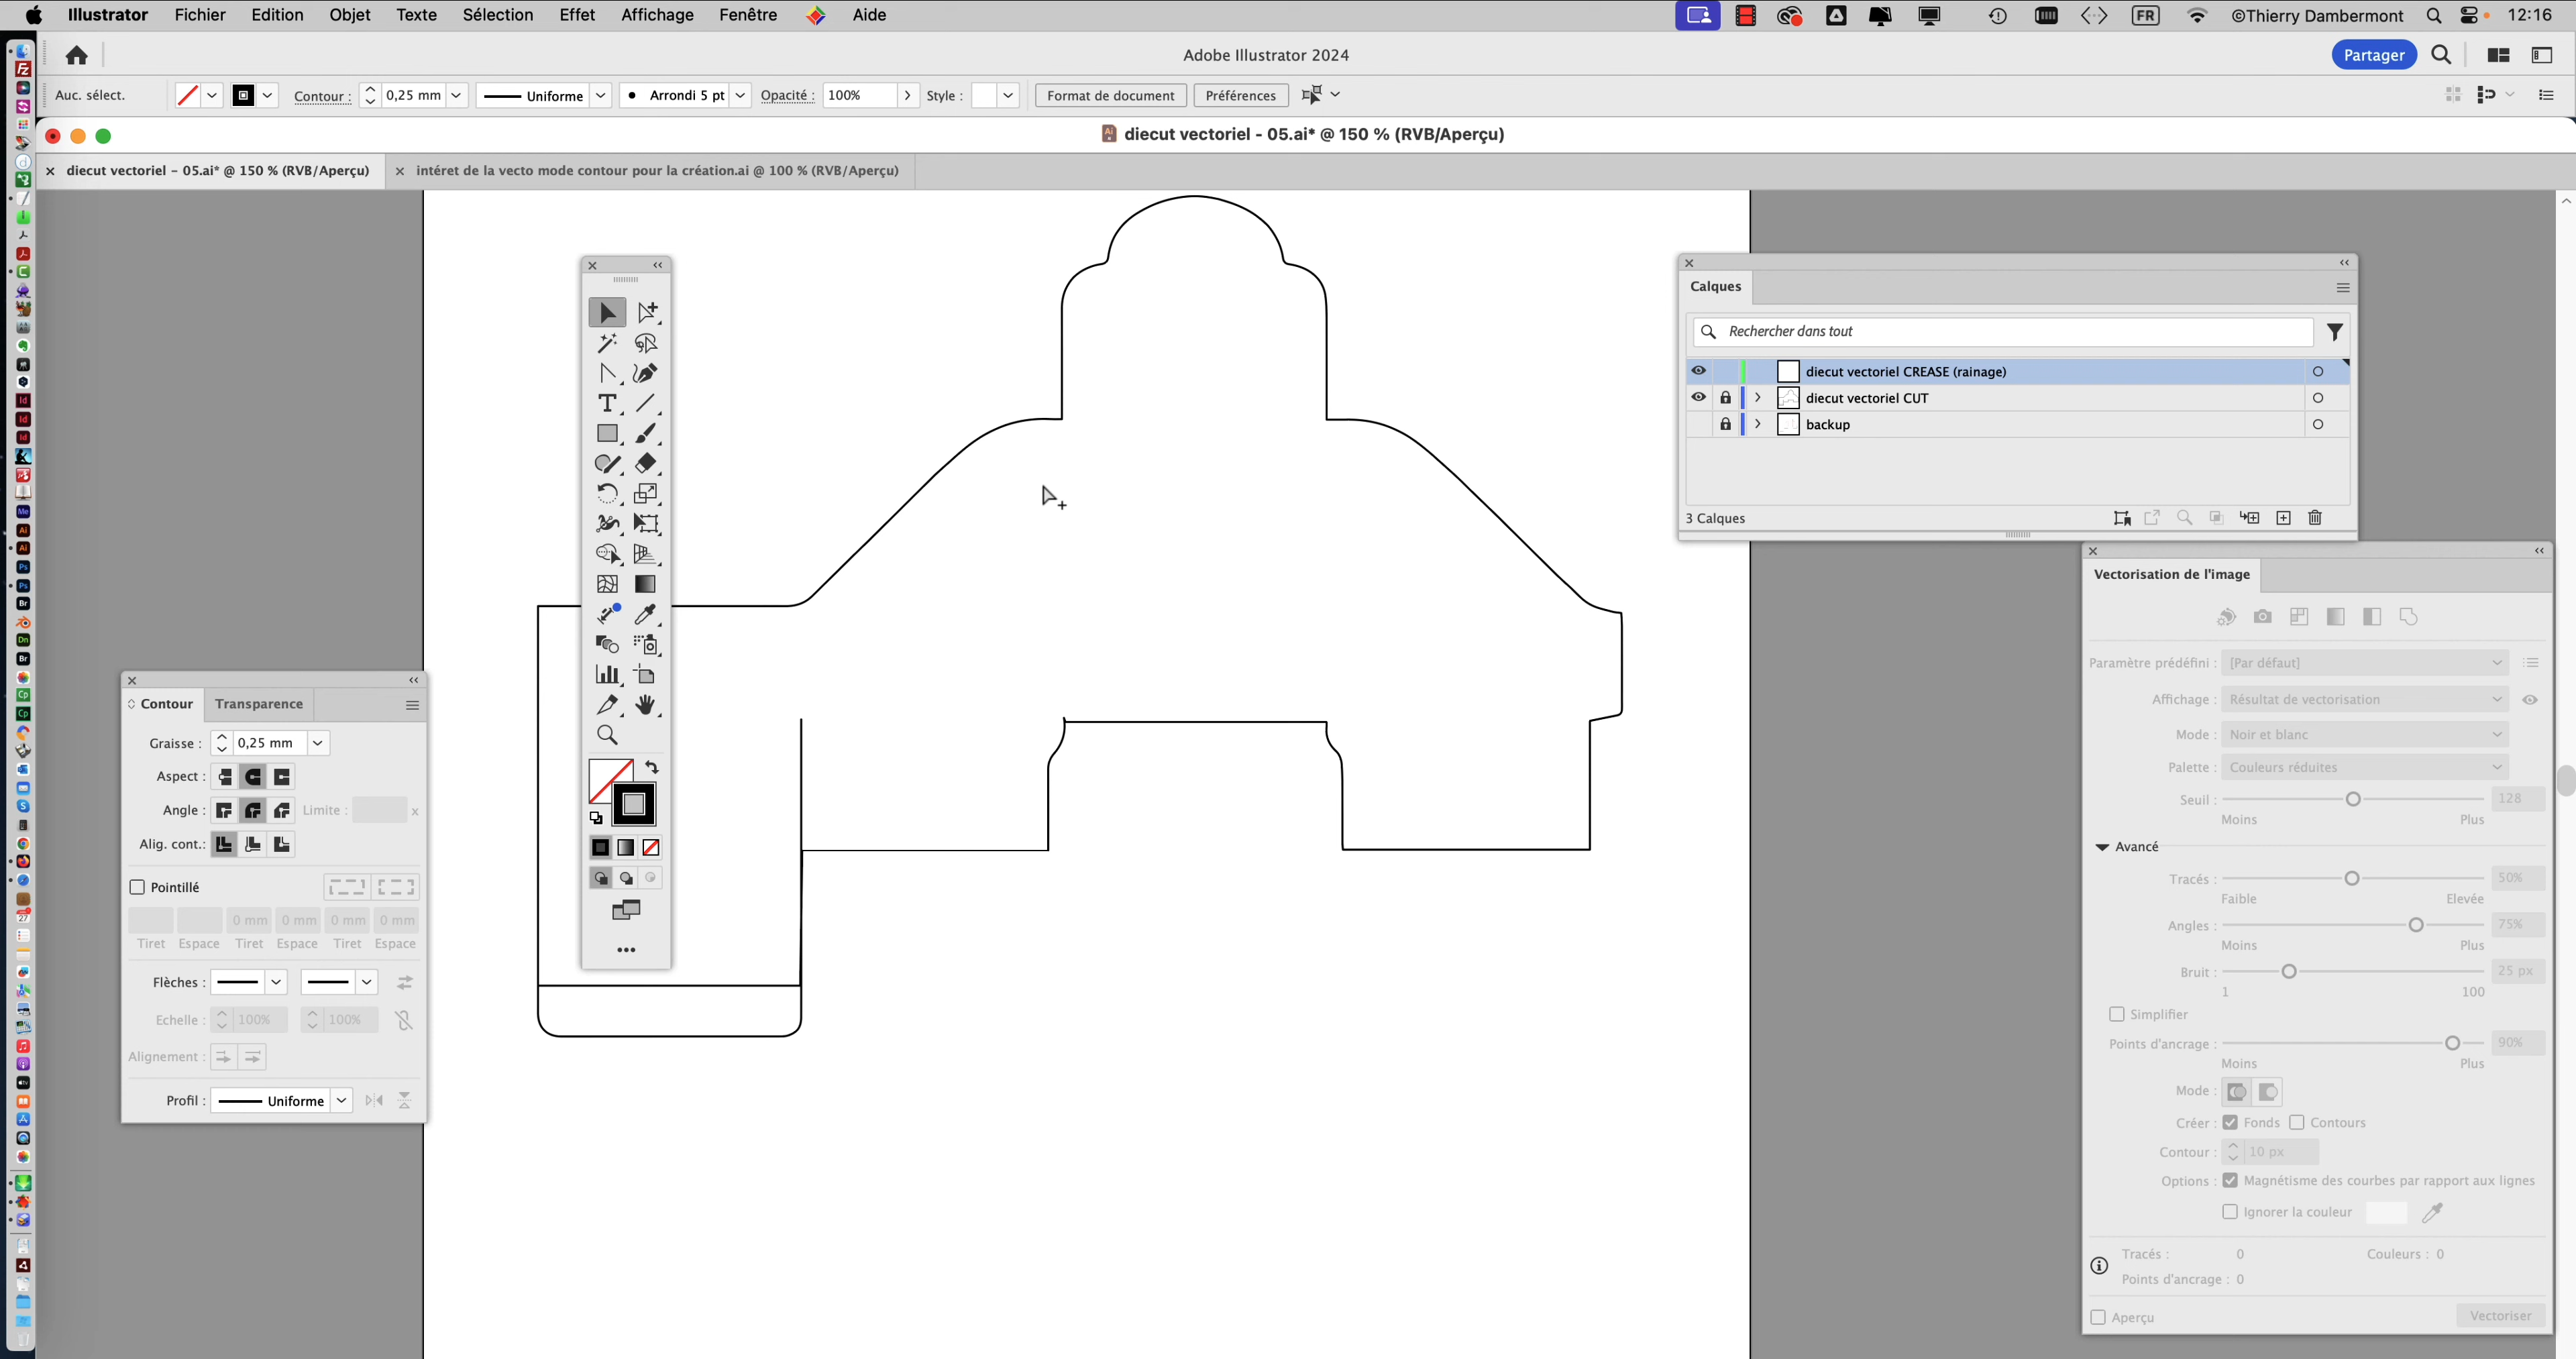 Illustrator Fichier Edition Objet Texte Sélection Effet Affichage Fenêtre Aide FR ©Thierry Dambermont 12:16
Adobe Illustrator 2024 Partager
Auc. sélect. Contour : 0,25 mm Uniforme Arrondi 5 pt Opacité : 100% Style : Format de document Préférences
diecut vectoriel - 05.ai* @ 150 % (RVB/Aperçu)
diecut vectoriel - 05.ai* @ 150 % (RVB/Aperçu) intéret de la vecto mode contour pour la création.ai @ 100 % (RVB/Aperçu)
Calques
Rechercher dans tout
diecut vectoriel CREASE (rainage)
diecut vectoriel CUT
backup
3 Calques
Contour Transparence
Graisse : 0,25 mm
Aspect :
Angle : Limite : x
Alig. cont.:
Pointillé
0 mm 0 mm 0 mm 0 mm
Tiret Espace Tiret Espace Tiret Espace
Flèches :
Echelle : 100% 100%
Alignement :
Profil : Uniforme
Vectorisation de l'image
Paramètre prédéfini : [Par défaut]
Affichage : Résultat de vectorisation
Mode : Noir et blanc
Palette : Couleurs réduites
Seuil : 128
Moins Plus
Avancé
Tracés : 50%
Faible Elevée
Angles : 75%
Moins Plus
Bruit : 25 px
1 100
Simplifier
Points d'ancrage : 90%
Moins Plus
Mode :
Créer : Fonds Contours
Contour : 10 px
Options : Magnétisme des courbes par rapport aux lignes
Ignorer la couleur
Tracés : 0 Couleurs : 0
Points d'ancrage : 0
Aperçu Vectoriser